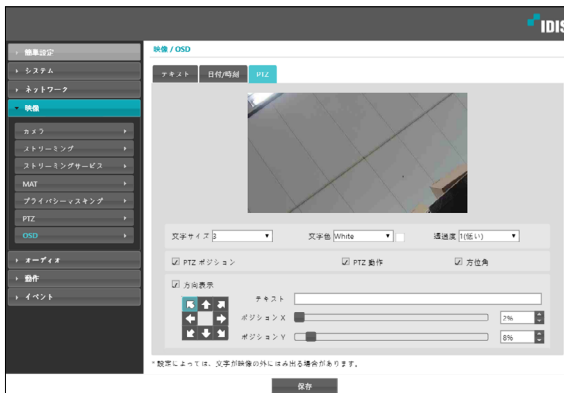 IDIS
簡単設定
システム
ネットワーク
映像
カメラ
ストリーミング
ストリーミングサービス
MAT
プライバシーマスキング
PTZ
OSD
オーディオ
動作
イベント
映像 / OSD
テキスト 日付/時刻 PTZ
文字サイズ 3 文字色 White 透過度 1(低い)
PTZ ポジション PTZ 動作 方位角
方向表示
テキスト
ポジション X 2%
ポジション Y 8%
* 設定によっては、文字が映像の外にはみ出る場合があります。
保存